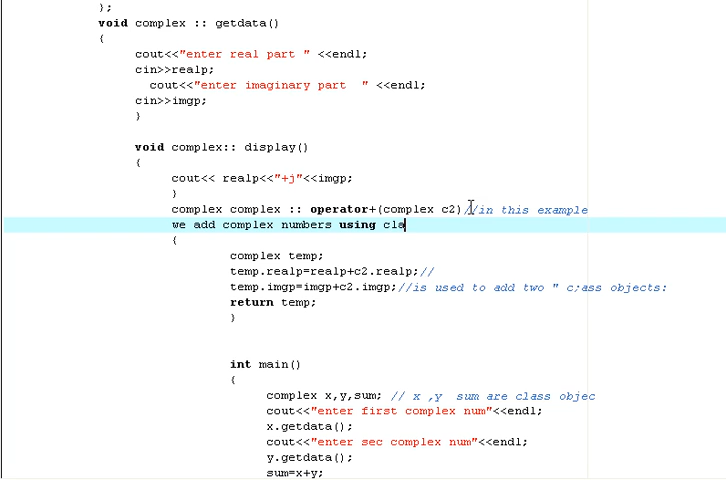 );
void complex :: getdata()
{
cout<<"enter real part " <<endl;
cin>>realp;
cout<<"enter imaginary part  " <<endl;
cin>>imgp;
}
void complex:: display()
{
cout<< realp<<"+j"<<imgp;
}
complex complex :: operator+(complex c2)//in this example
we add complex numbers using cla
{
complex temp;
temp.realp=realp+c2.realp;//
temp.imgp=imgp+c2.imgp;//is used to add two " c;ass objects:
return temp;
}
int main()
{
complex x,y,sum; // x ,y  sum are class objec
cout<<"enter first complex num"<<endl;
x.getdata();
cout<<"enter sec complex num"<<endl;
y.getdata();
sum=x+y;